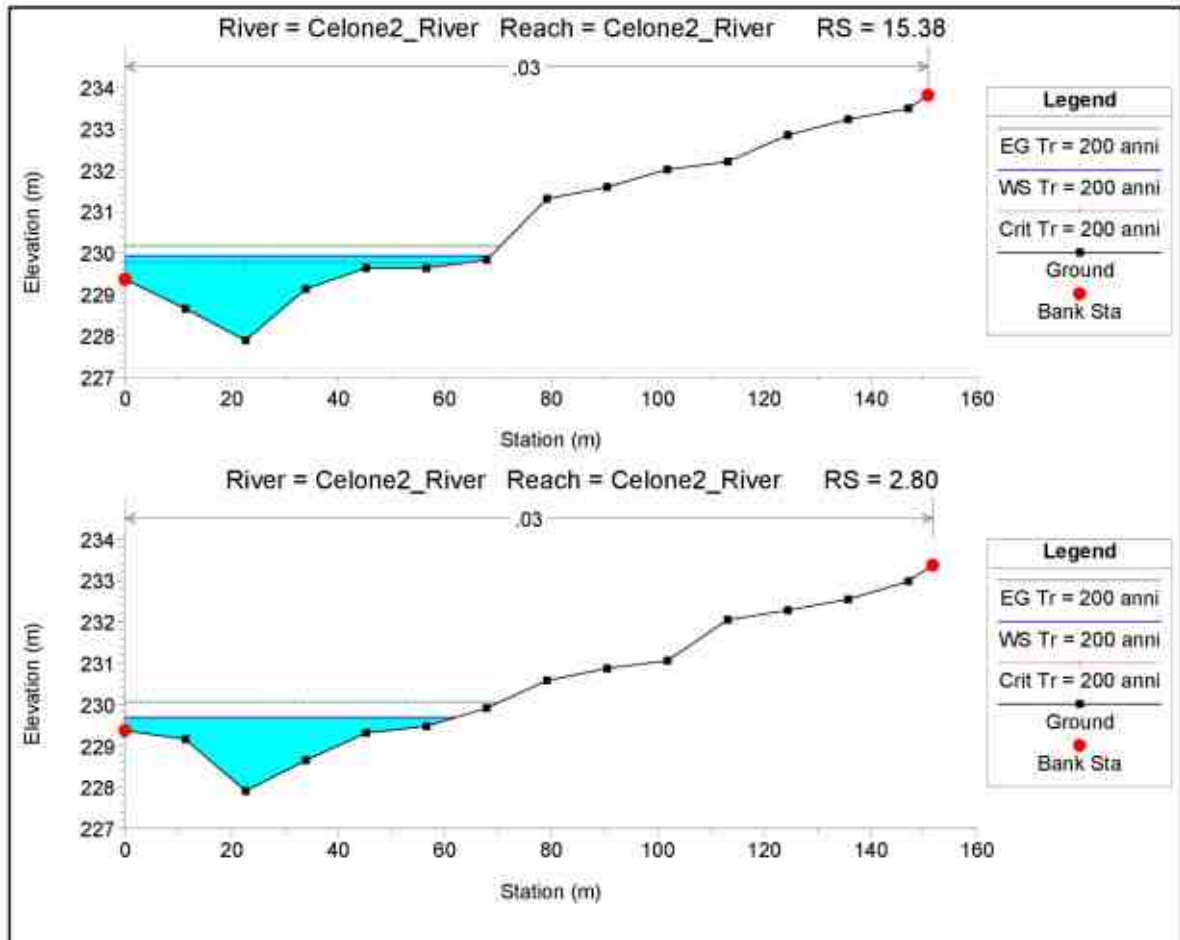 River = Celone2_River Reach = Celone2_River RS = 15.38
.03
Elevation (m)
234
233
232
231
230
229
228
227
0 20 40 60 80 100 120 140 160
Station (m)
Legend
EG Tr = 200 anni
WS Tr = 200 anni
Crit Tr = 200 anni
Ground
Bank Sta
River = Celone2_River Reach = Celone2_River RS = 2.80
.03
Elevation (m)
234
233
232
231
230
229
228
227
0 20 40 60 80 100 120 140 160
Station (m)
Legend
EG Tr = 200 anni
WS Tr = 200 anni
Crit Tr = 200 anni
Ground
Bank Sta